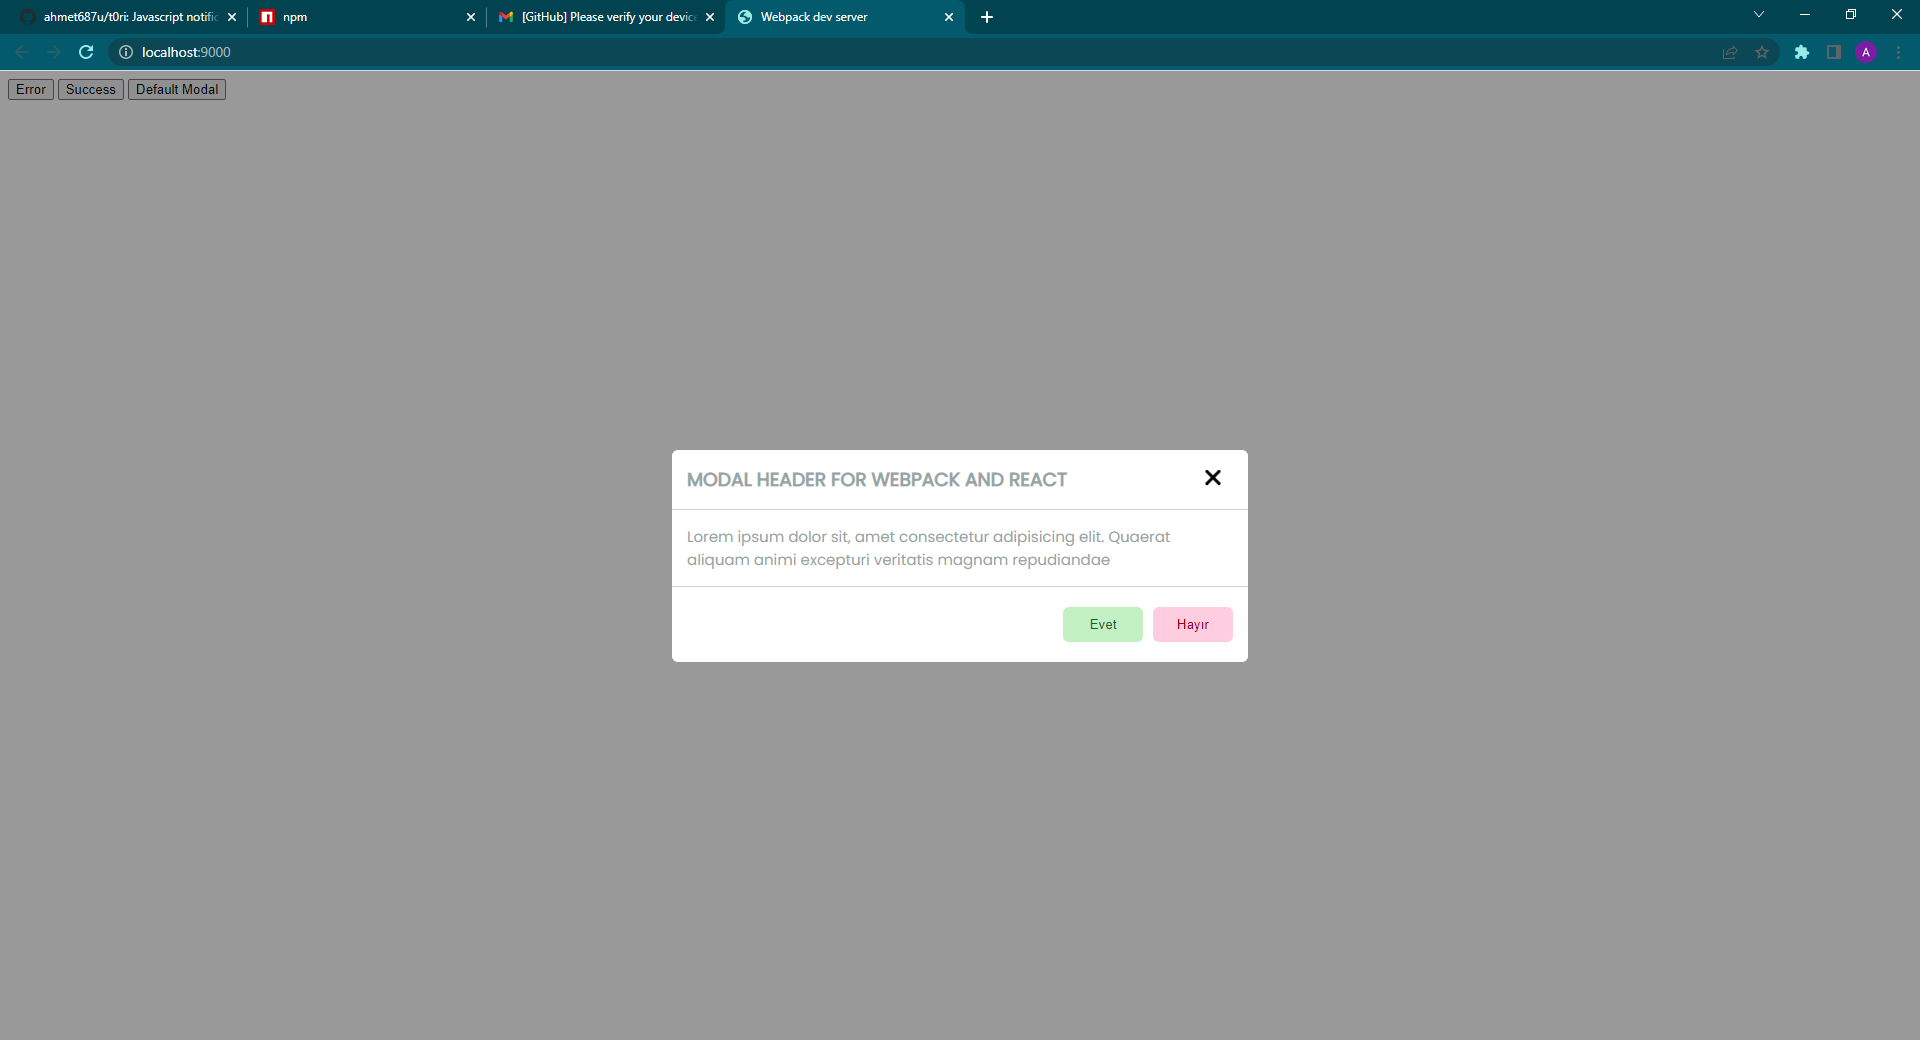 ahmet687u/t0ri: Javascript notific
npm
[GitHub] Please verify your device
Webpack dev server
localhost:9000
A
Error
Success
Default Modal
MODAL HEADER FOR WEBPACK AND REACT
Lorem ipsum dolor sit, amet consectetur adipisicing elit. Quaerat
aliquam animi excepturi veritatis magnam repudiandae
Evet
Hayır